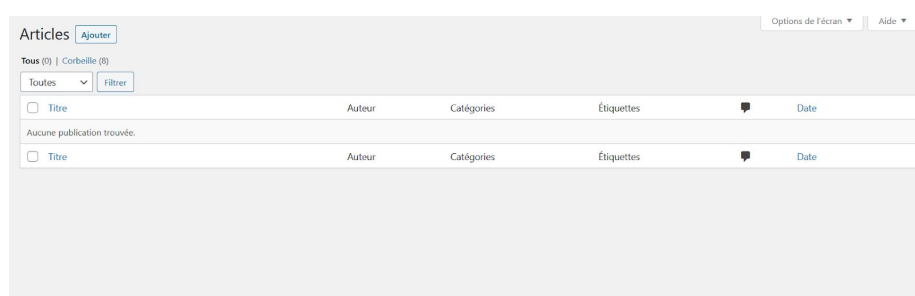 Options de l'écran ▼ Aide ▼
Articles Ajouter
Tous (0) | Corbeille (8)
Toutes Filtrer
Titre Auteur Catégories Étiquettes Date
Aucune publication trouvée.
Titre Auteur Catégories Étiquettes Date